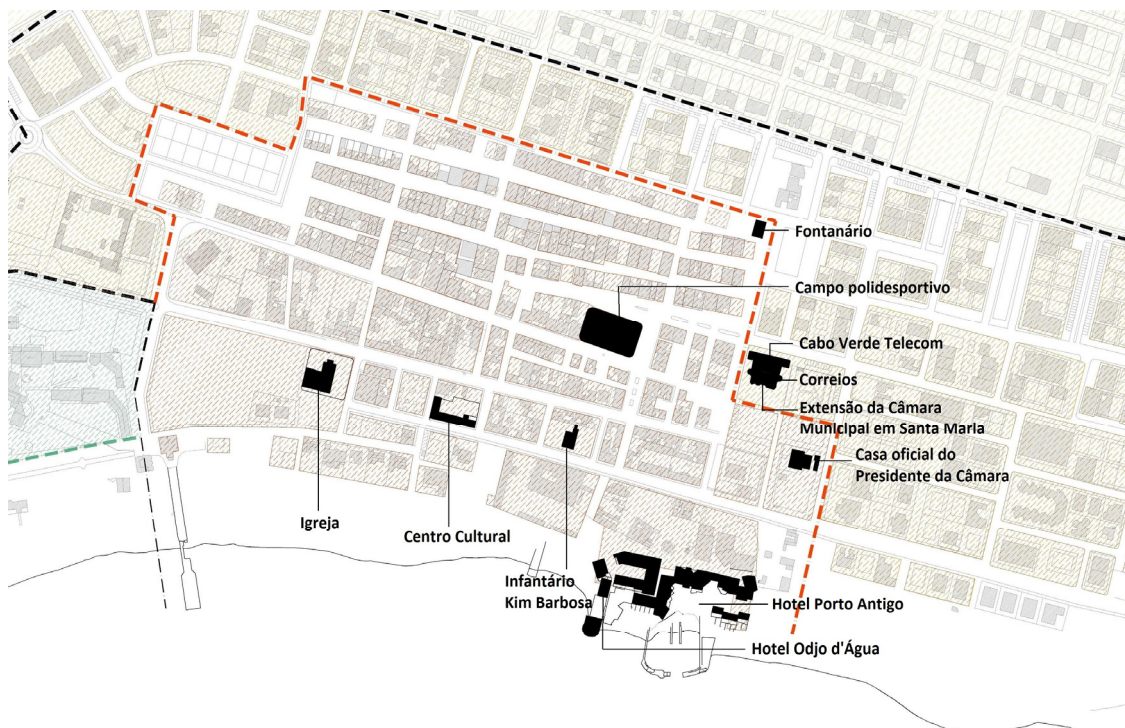 Fontanário
Campo polidesportivo
Cabo Verde Telecom
Correios
Extensão da Câmara
Municipal em Santa Maria
Casa oficial do
Presidente da Câmara
Igreja
Centro Cultural
Infantário
Kim Barbosa
Hotel Porto Antigo
Hotel Odjo d'Água